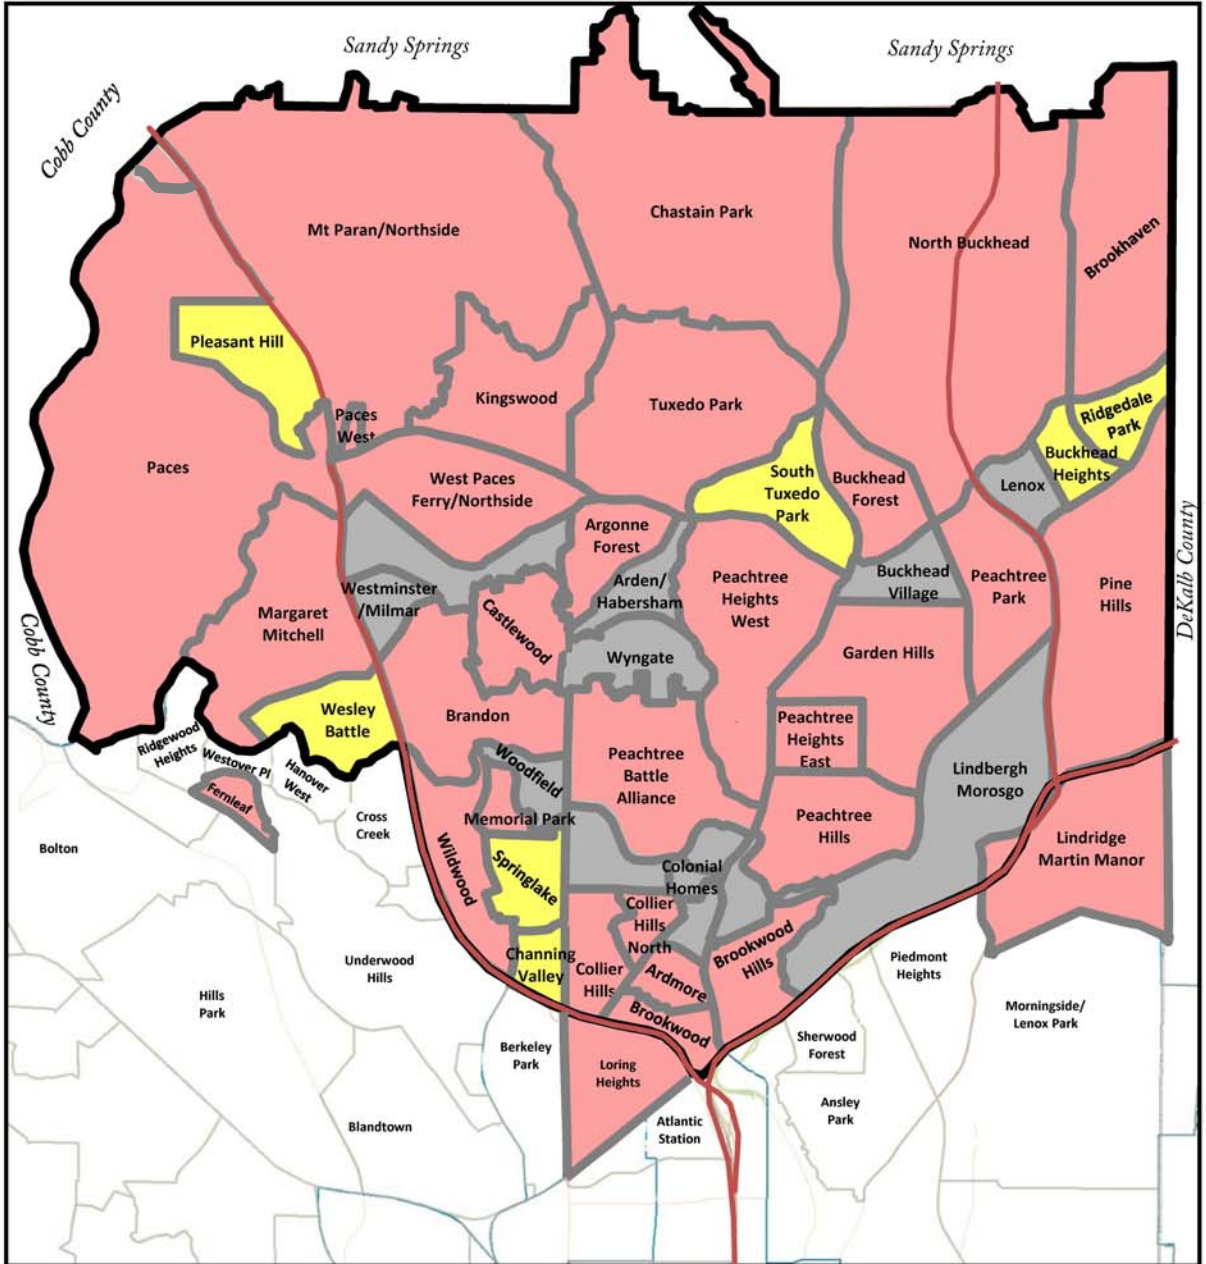 Sandy Springs
Sandy Springs
Cobb County
Chastain Park
Mt Paran/Northside
North Buckhead
Brookhaven
Pleasant Hill
Kingswood
Tuxedo Park
Paces
West
Ridgedale
Park
Buckhead
Heights
Paces
West Paces
Ferry/Northside
South
Tuxedo
Park
Buckhead
Forest
Lenox
Argonne
Forest
DeKalb County
Westminster
/Milmar
Arden/
Habersham
Peachtree
Heights
West
Buckhead
Village
Peachtree
Park
Pine
Hills
Margaret
Mitchell
Castlewood
Cobb County
Wyngate
Garden Hills
Wesley
Battle
Brandon
Peachtree
Heights
East
Ridgewood
Heights
Westover Pl
Hanover
West
Woodfield
Peachtree
Battle
Alliance
Lindbergh
Morosgo
Fernleaf
Cross
Creek
Memorial Park
Peachtree
Hills
Lindridge
Martin Manor
Bolton
Wildwood
Springlake
Colonial
Homes
Collier
Hills
North
Brookwood
Hills
Underwood
Hills
Channing
Valley
Collier
Hills
Ardmore
Piedmont
Heights
Hills
Park
Brookwood
Morningside/
Lenox Park
Berkeley
Park
Loring
Heights
Sherwood
Forest
Ansley
Park
Blandtown
Atlantic
Station